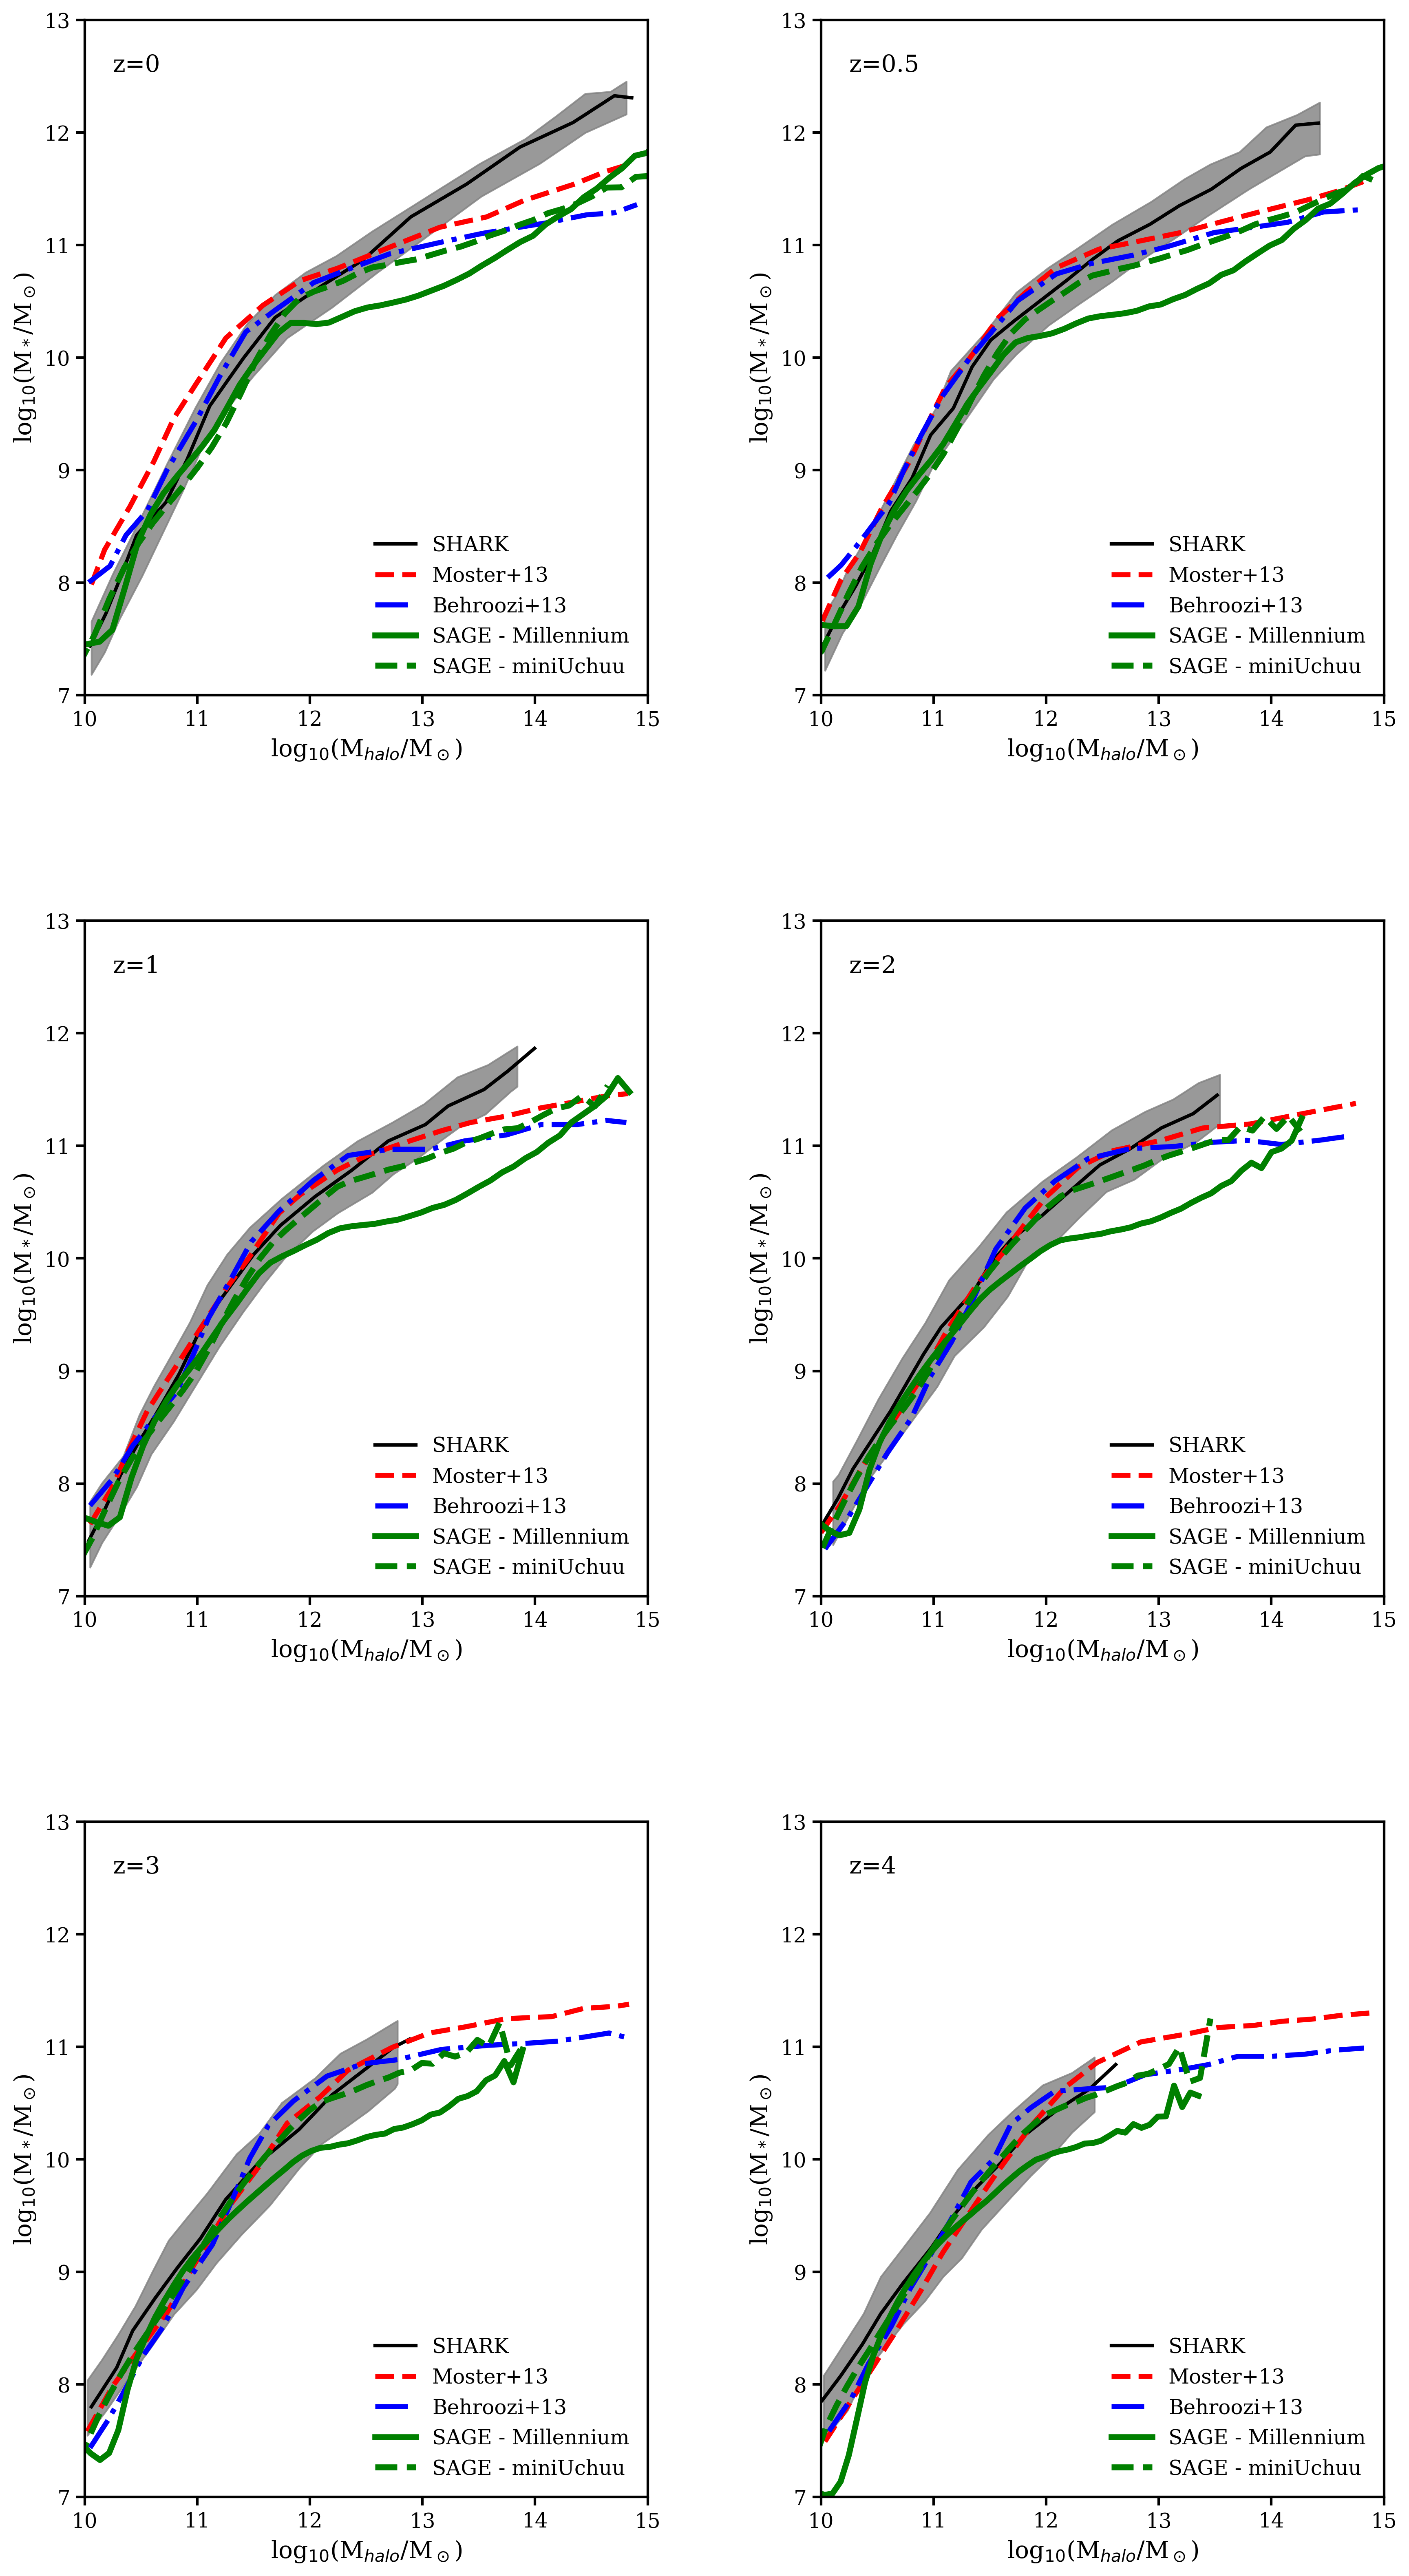 z=0
13
12
11
10
9
8
7
log10(M*/M⊙)
SHARK
Moster+13
Behroozi+13
SAGE - Millennium
SAGE - miniUchuu
10 11 12 13 14 15
log10(Mhalo/M⊙)
z=0.5
13
12
11
10
9
8
7
log10(M*/M⊙)
SHARK
Moster+13
Behroozi+13
SAGE - Millennium
SAGE - miniUchuu
10 11 12 13 14 15
log10(Mhalo/M⊙)
z=1
13
12
11
10
9
8
7
log10(M*/M⊙)
SHARK
Moster+13
Behroozi+13
SAGE - Millennium
SAGE - miniUchuu
10 11 12 13 14 15
log10(Mhalo/M⊙)
z=2
13
12
11
10
9
8
7
log10(M*/M⊙)
SHARK
Moster+13
Behroozi+13
SAGE - Millennium
SAGE - miniUchuu
10 11 12 13 14 15
log10(Mhalo/M⊙)
z=3
13
12
11
10
9
8
7
log10(M*/M⊙)
SHARK
Moster+13
Behroozi+13
SAGE - Millennium
SAGE - miniUchuu
10 11 12 13 14 15
log10(Mhalo/M⊙)
z=4
13
12
11
10
9
8
7
log10(M*/M⊙)
SHARK
Moster+13
Behroozi+13
SAGE - Millennium
SAGE - miniUchuu
10 11 12 13 14 15
log10(Mhalo/M⊙)